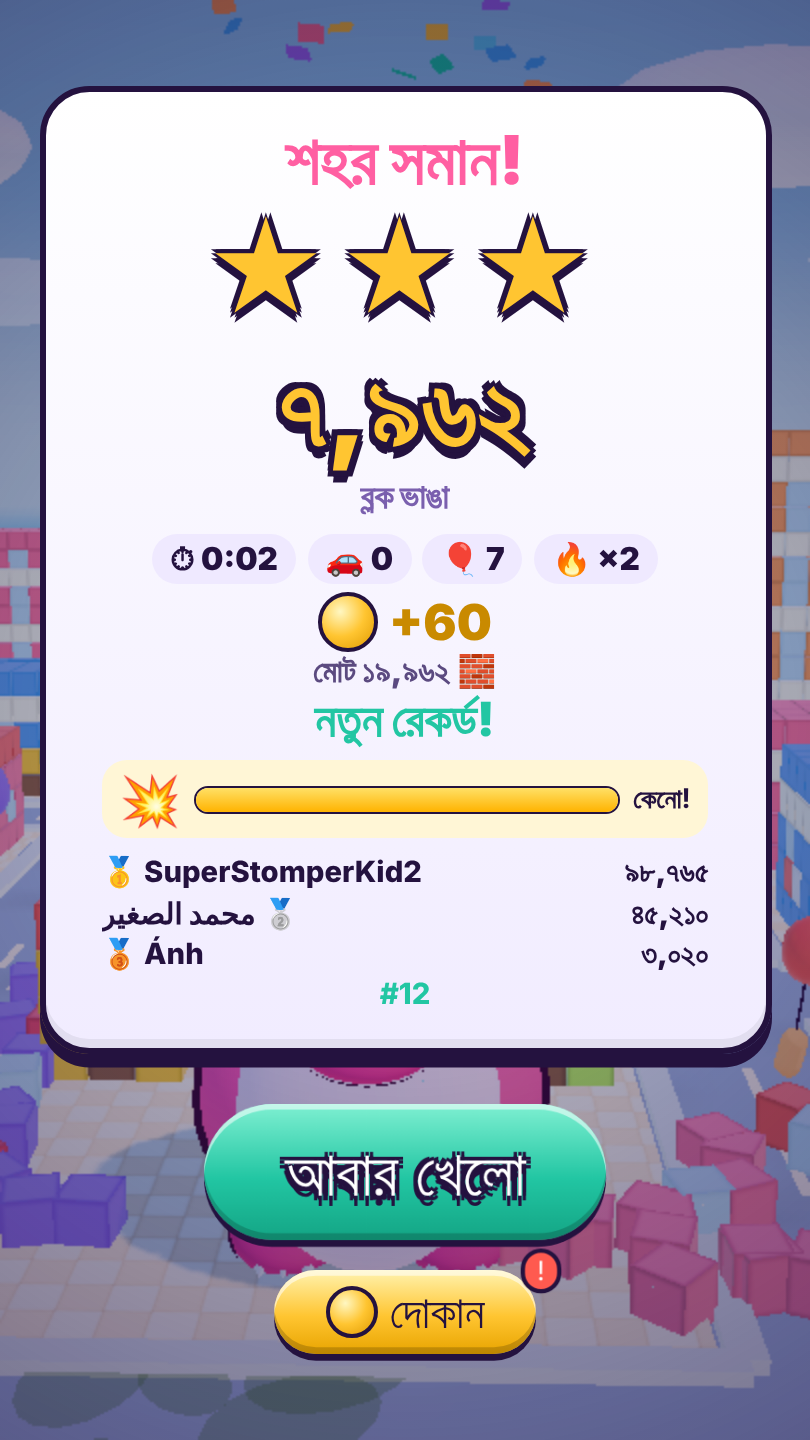 শহর সমান!
৭,৯৬২
ব্লক ভাঙা
⏱ 0:02 🚗 0 🎈 7 🔥 ×2
+60
মোট ১৯,৯৬২ 🧱
নতুন রেকর্ড!
💥 কেনো!
🥇 SuperStomperKid2 ৯৮,৭৬৫
🥈 محمد الصغير ৪৫,২১০
🥉 Ánh ৩,০২০
#12
আবার খেলো
!
দোকান